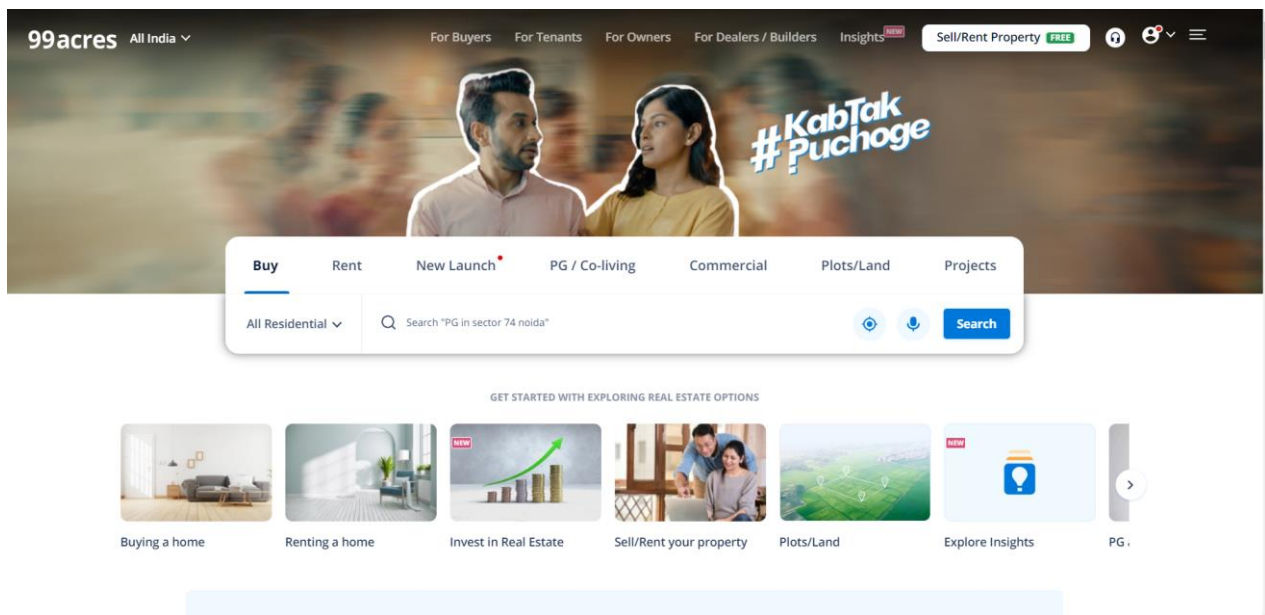 99acres All India
For Buyers For Tenants For Owners For Dealers / Builders Insights NEW Sell/Rent Property FREE
#KabTak
Puchoge
Buy Rent New Launch PG / Co-living Commercial Plots/Land Projects
All Residential Search "PG in sector 74 noida" Search
GET STARTED WITH EXPLORING REAL ESTATE OPTIONS
NEW NEW
Buying a home Renting a home Invest in Real Estate Sell/Rent your property Plots/Land Explore Insights PG